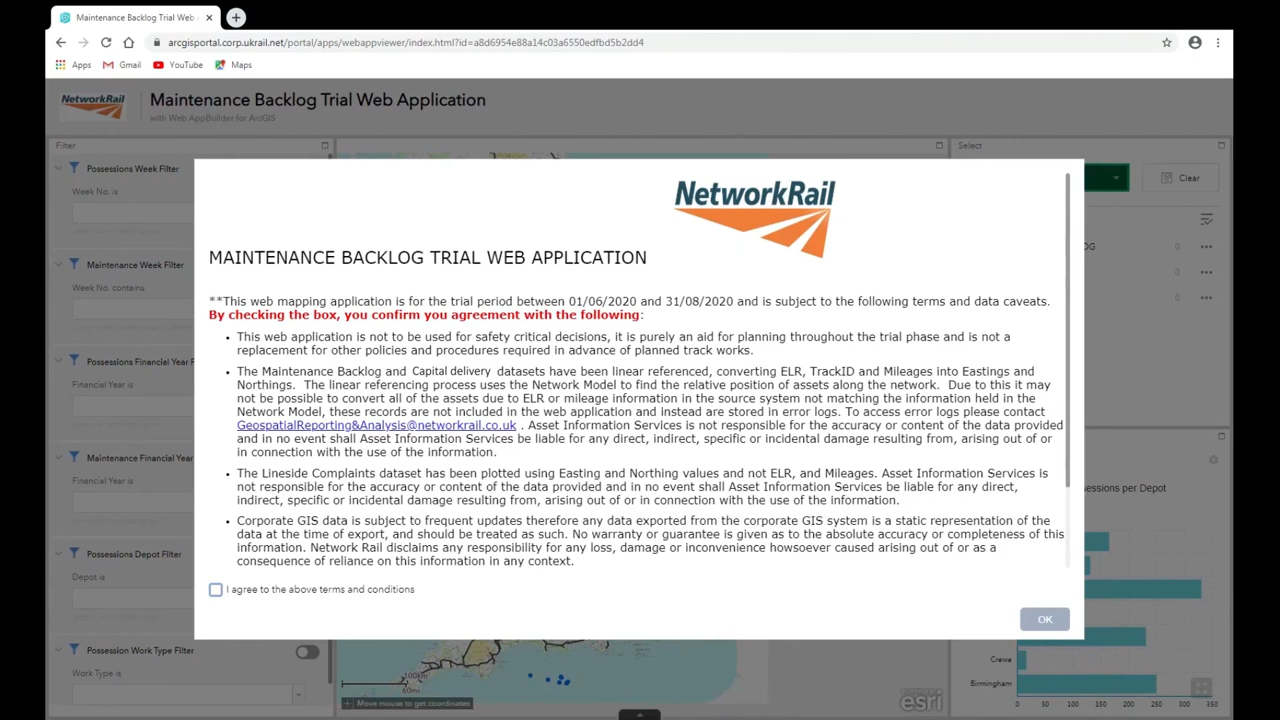 Maintenance Backlog Trial Web
arcgisportal.corp.ukrail.net/portal/apps/webappviewer/index.html?id=a8d6954e88a14c03a6550edfbd5b2dd4
Apps Gmail YouTube Maps
NetworkRail
Maintenance Backlog Trial Web Application
with Web AppBuilder for ArcGIS
Filter
Select
Possessions Week Filter
Week No. is
Clear
Maintenance Week Filter
Week No. contains
0
0
0
Possessions Financial Year F
Financial Year is
Maintenance Financial Year
Financial Year is
Possessions Depot Filter
Depot is
Possession Work Type Filter
Work Type is
NetworkRail
MAINTENANCE BACKLOG TRIAL WEB APPLICATION
**This web mapping application is for the trial period between 01/06/2020 and 31/08/2020 and is subject to the following terms and data caveats.
By checking the box, you confirm you agreement with the following:
• This web application is not to be used for safety critical decisions, it is purely an aid for planning throughout the trial phase and is not a
replacement for other policies and procedures required in advance of planned track works.
• The Maintenance Backlog and Capital delivery datasets have been linear referenced, converting ELR, TrackID and Mileages into Eastings and
Northings. The linear referencing process uses the Network Model to find the relative position of assets along the network. Due to this it may
not be possible to convert all of the assets due to ELR or mileage information in the source system not matching the information held in the
Network Model, these records are not included in the web application and instead are stored in error logs. To access error logs please contact
GeospatialReporting&Analysis@networkrail.co.uk . Asset Information Services is not responsible for the accuracy or content of the data provided
and in no event shall Asset Information Services be liable for any direct, indirect, specific or incidental damage resulting from, arising out of or in
connection with the use of the information.
• The Lineside Complaints dataset has been plotted using Easting and Northing values and not ELR, and Mileages. Asset Information Services is
not responsible for the accuracy or content of the data provided and in no event shall Asset Information Services be liable for any direct,
indirect, specific or incidental damage resulting from, arising out of or in connection with the use of the information.
• Corporate GIS data is subject to frequent updates therefore any data exported from the corporate GIS system is a static representation of the
data at the time of export, and should be treated as such. No warranty or guarantee is given as to the absolute accuracy or completeness of this
information. Network Rail disclaims any responsibility for any loss, damage or inconvenience howsoever caused arising out of or as a
consequence of reliance on this information in any context.
I agree to the above terms and conditions
OK
100km
60mi
Move mouse to get coordinates
esri
per Depot
Crewe
Birmingham
0 50 100 150 200 250 300 350